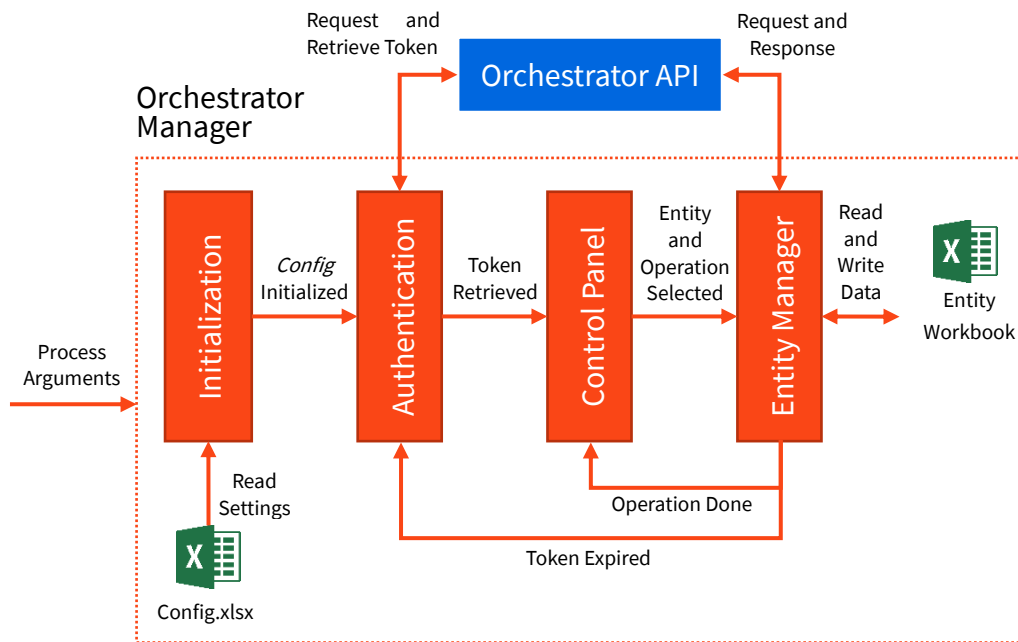 Request and
Retrieve Token
Request and
Response
Orchestrator API
Orchestrator
Manager
Initialization
Config
Initialized
Authentication
Token
Retrieved
Control Panel
Entity
and
Operation
Selected
Entity Manager
Read
and
Write
Data
X
Entity
Workbook
Process
Arguments
Read
Settings
Operation Done
Token Expired
X
Config.xlsx